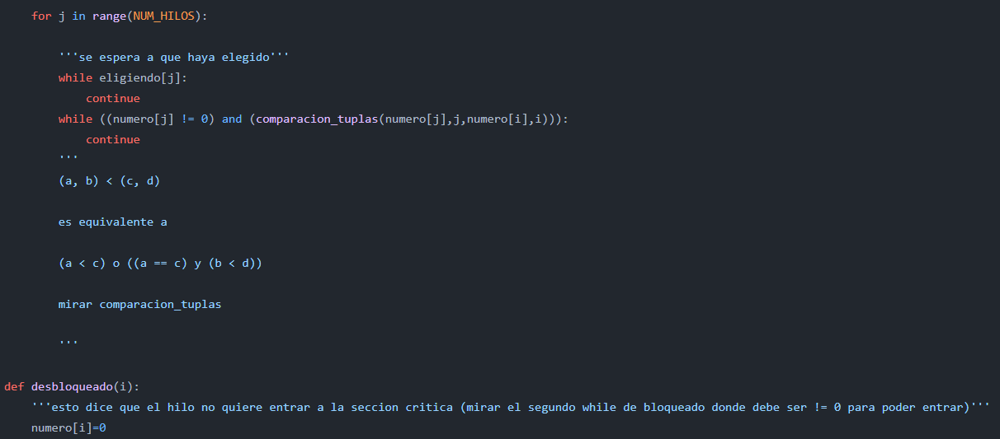 for j in range(NUM_HILOS):
'''se espera a que haya elegido'''
while eligiendo[j]:
continue
while ((numero[j] != 0) and (comparacion_tuplas(numero[j],j,numero[i],i))):
continue
'''
(a, b) < (c, d)
es equivalente a
(a < c) o ((a == c) y (b < d))
mirar comparacion_tuplas
'''
def desbloqueado(i):
'''esto dice que el hilo no quiere entrar a la seccion critica (mirar el segundo while de bloqueado donde debe ser != 0 para poder entrar)'''
numero[i]=0